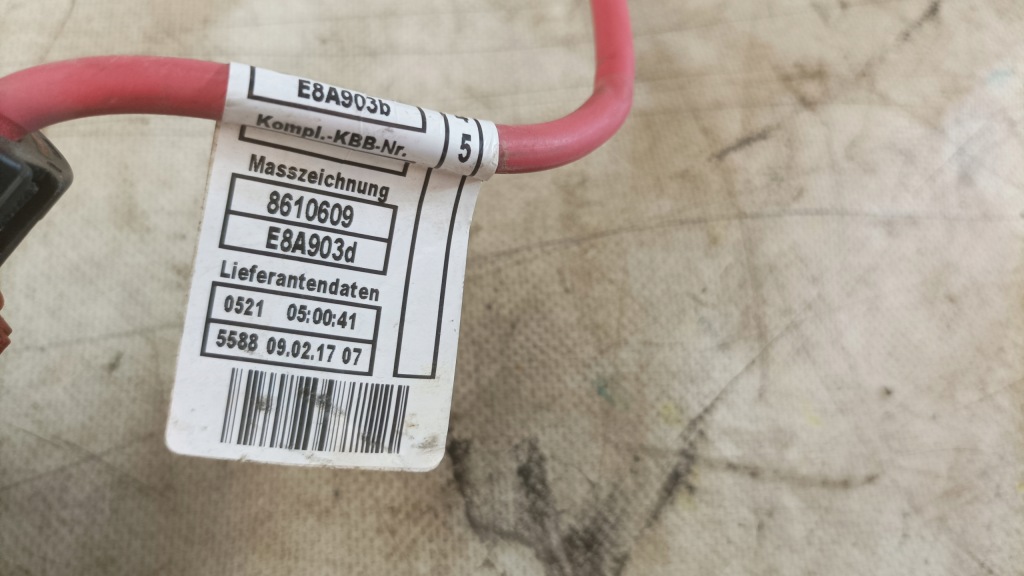 E8A903b
Kompl.-KBB-Nr.
5
Masszeichnung
8610609
E8A903d
Lieferantendaten
0521 05:00:41
5588 09.02.17 07